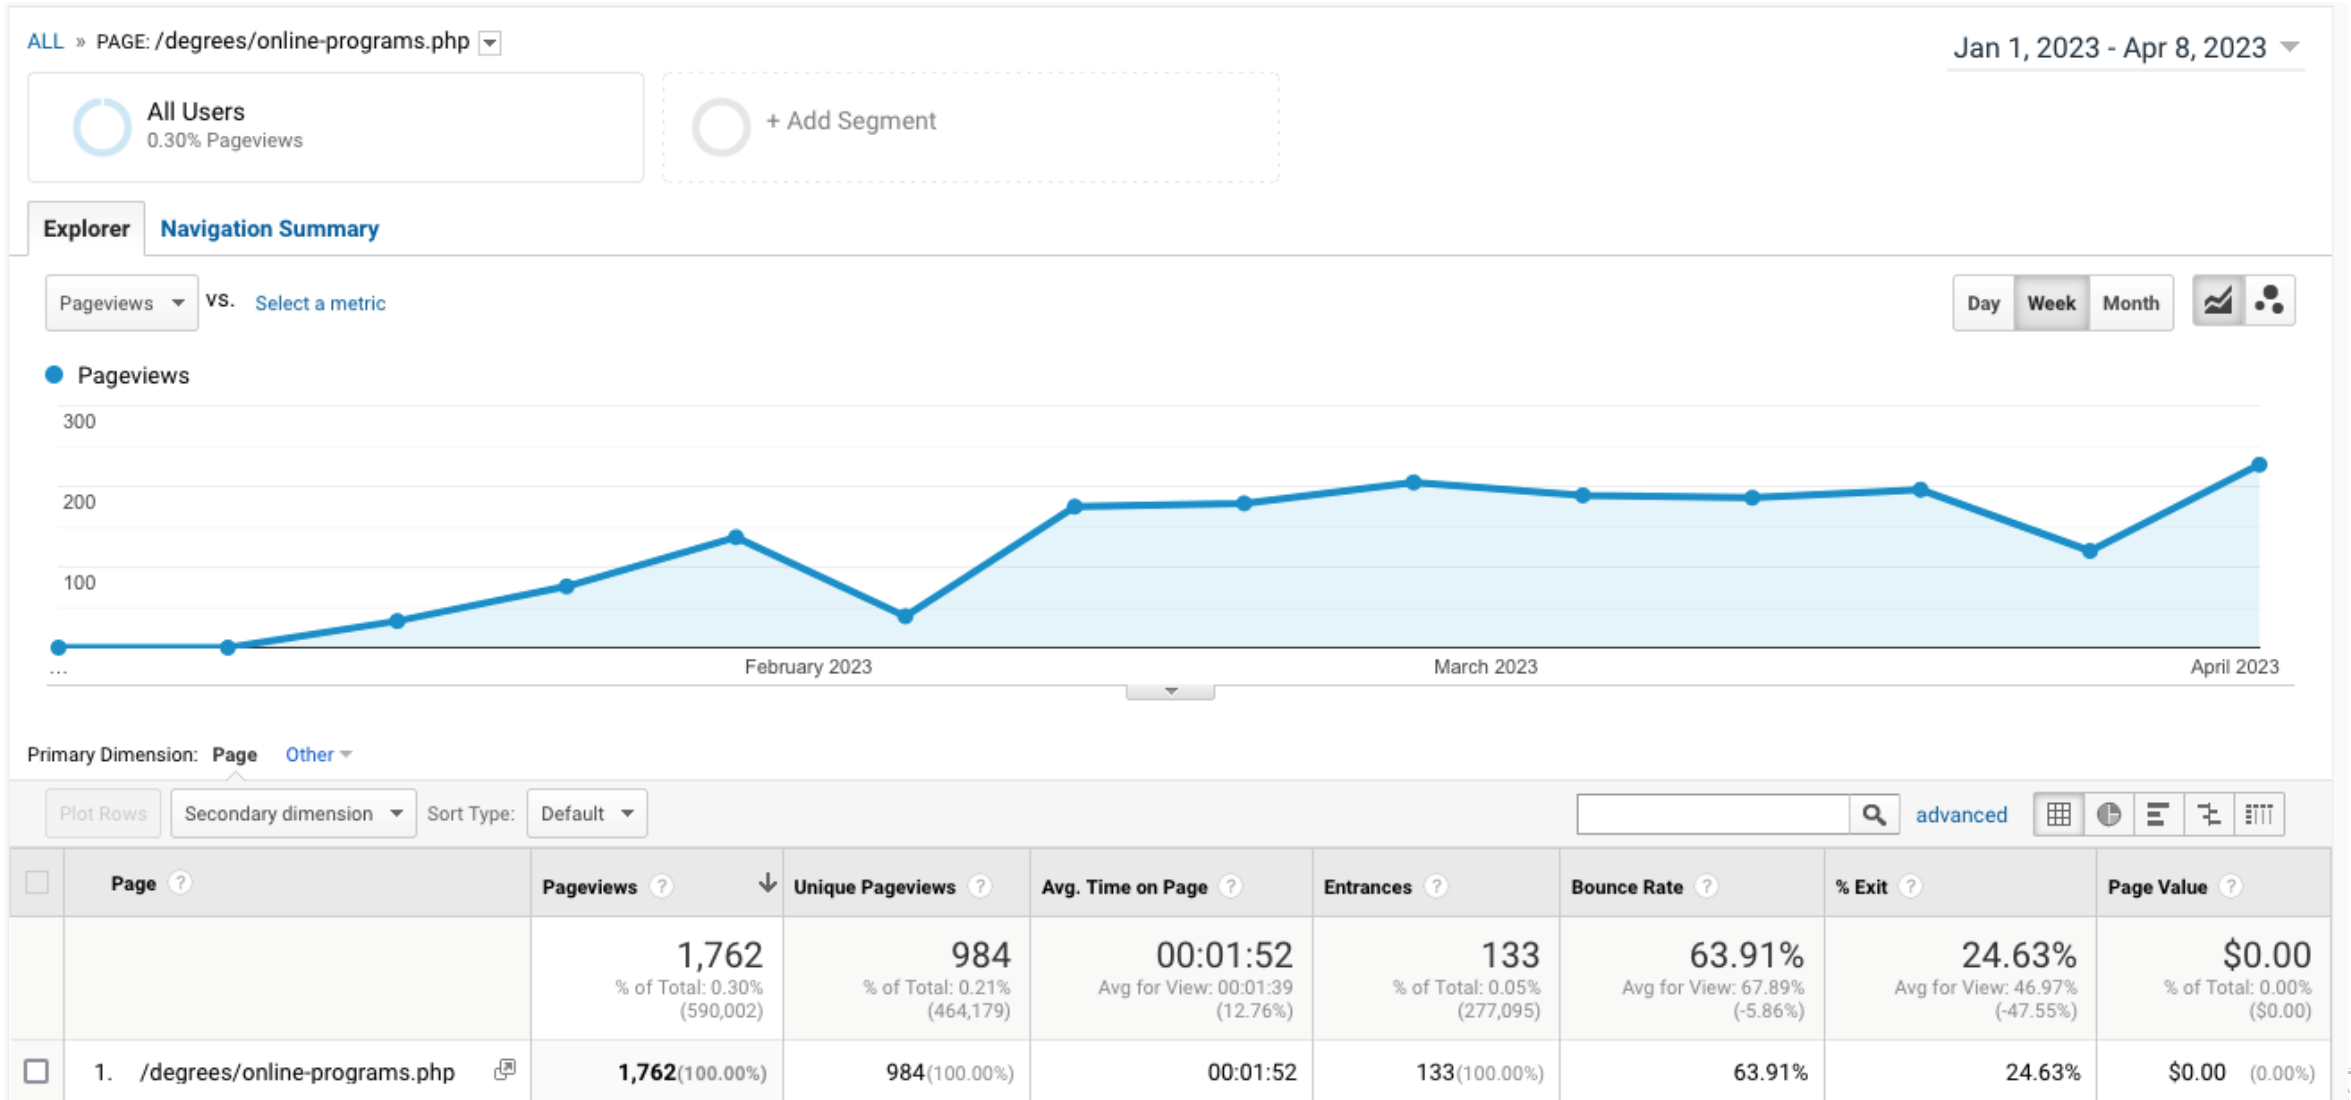 ALL » PAGE: /degrees/online-programs.php
Jan 1, 2023 - Apr 8, 2023
All Users
0.30% Pageviews
+ Add Segment
Explorer
Navigation Summary
Pageviews
VS.
Select a metric
Day
Week
Month
Pageviews
300
200
100
...
February 2023
March 2023
April 2023
Primary Dimension: Page Other
Plot Rows
Secondary dimension
Sort Type:
Default
advanced
Page ?
Pageviews ?
Unique Pageviews ?
Avg. Time on Page ?
Entrances ?
Bounce Rate ?
% Exit ?
Page Value ?
1,762
% of Total: 0.30%
(590,002)
984
% of Total: 0.21%
(464,179)
00:01:52
Avg for View: 00:01:39
(12.76%)
133
% of Total: 0.05%
(277,095)
63.91%
Avg for View: 67.89%
(-5.86%)
24.63%
Avg for View: 46.97%
(-47.55%)
$0.00
% of Total: 0.00%
($0.00)
1. /degrees/online-programs.php 1,762(100.00%) 984(100.00%) 00:01:52 133(100.00%) 63.91% 24.63% $0.00 (0.00%)